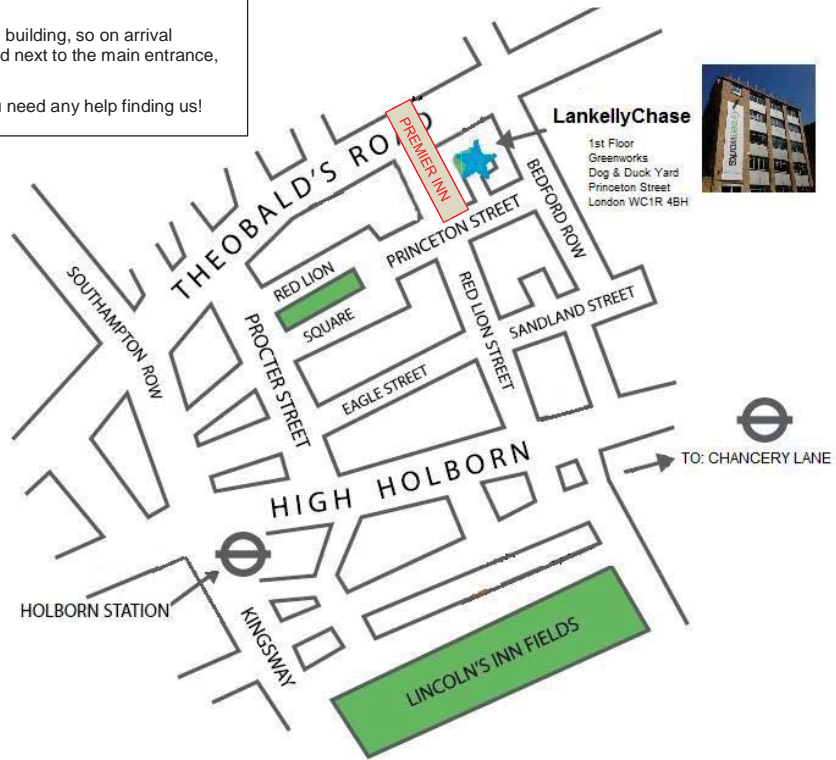 building, so on arrival
next to the main entrance,
need any help finding us!
THEOBALD'S ROAD
PREMIER INN
LankellyChase
1st Floor
Greenworks
Dog & Duck Yard
Princeton Street
London WC1R 4BH
Greenworks
BEDFORD ROW
PRINCETON STREET
RED LION
SQUARE
RED LION STREET
SANDLAND STREET
SOUTHAMPTON ROW
PROCTER STREET
EAGLE STREET
HIGH HOLBORN
TO: CHANCERY LANE
HOLBORN STATION
KINGSWAY
LINCOLN'S INN FIELDS